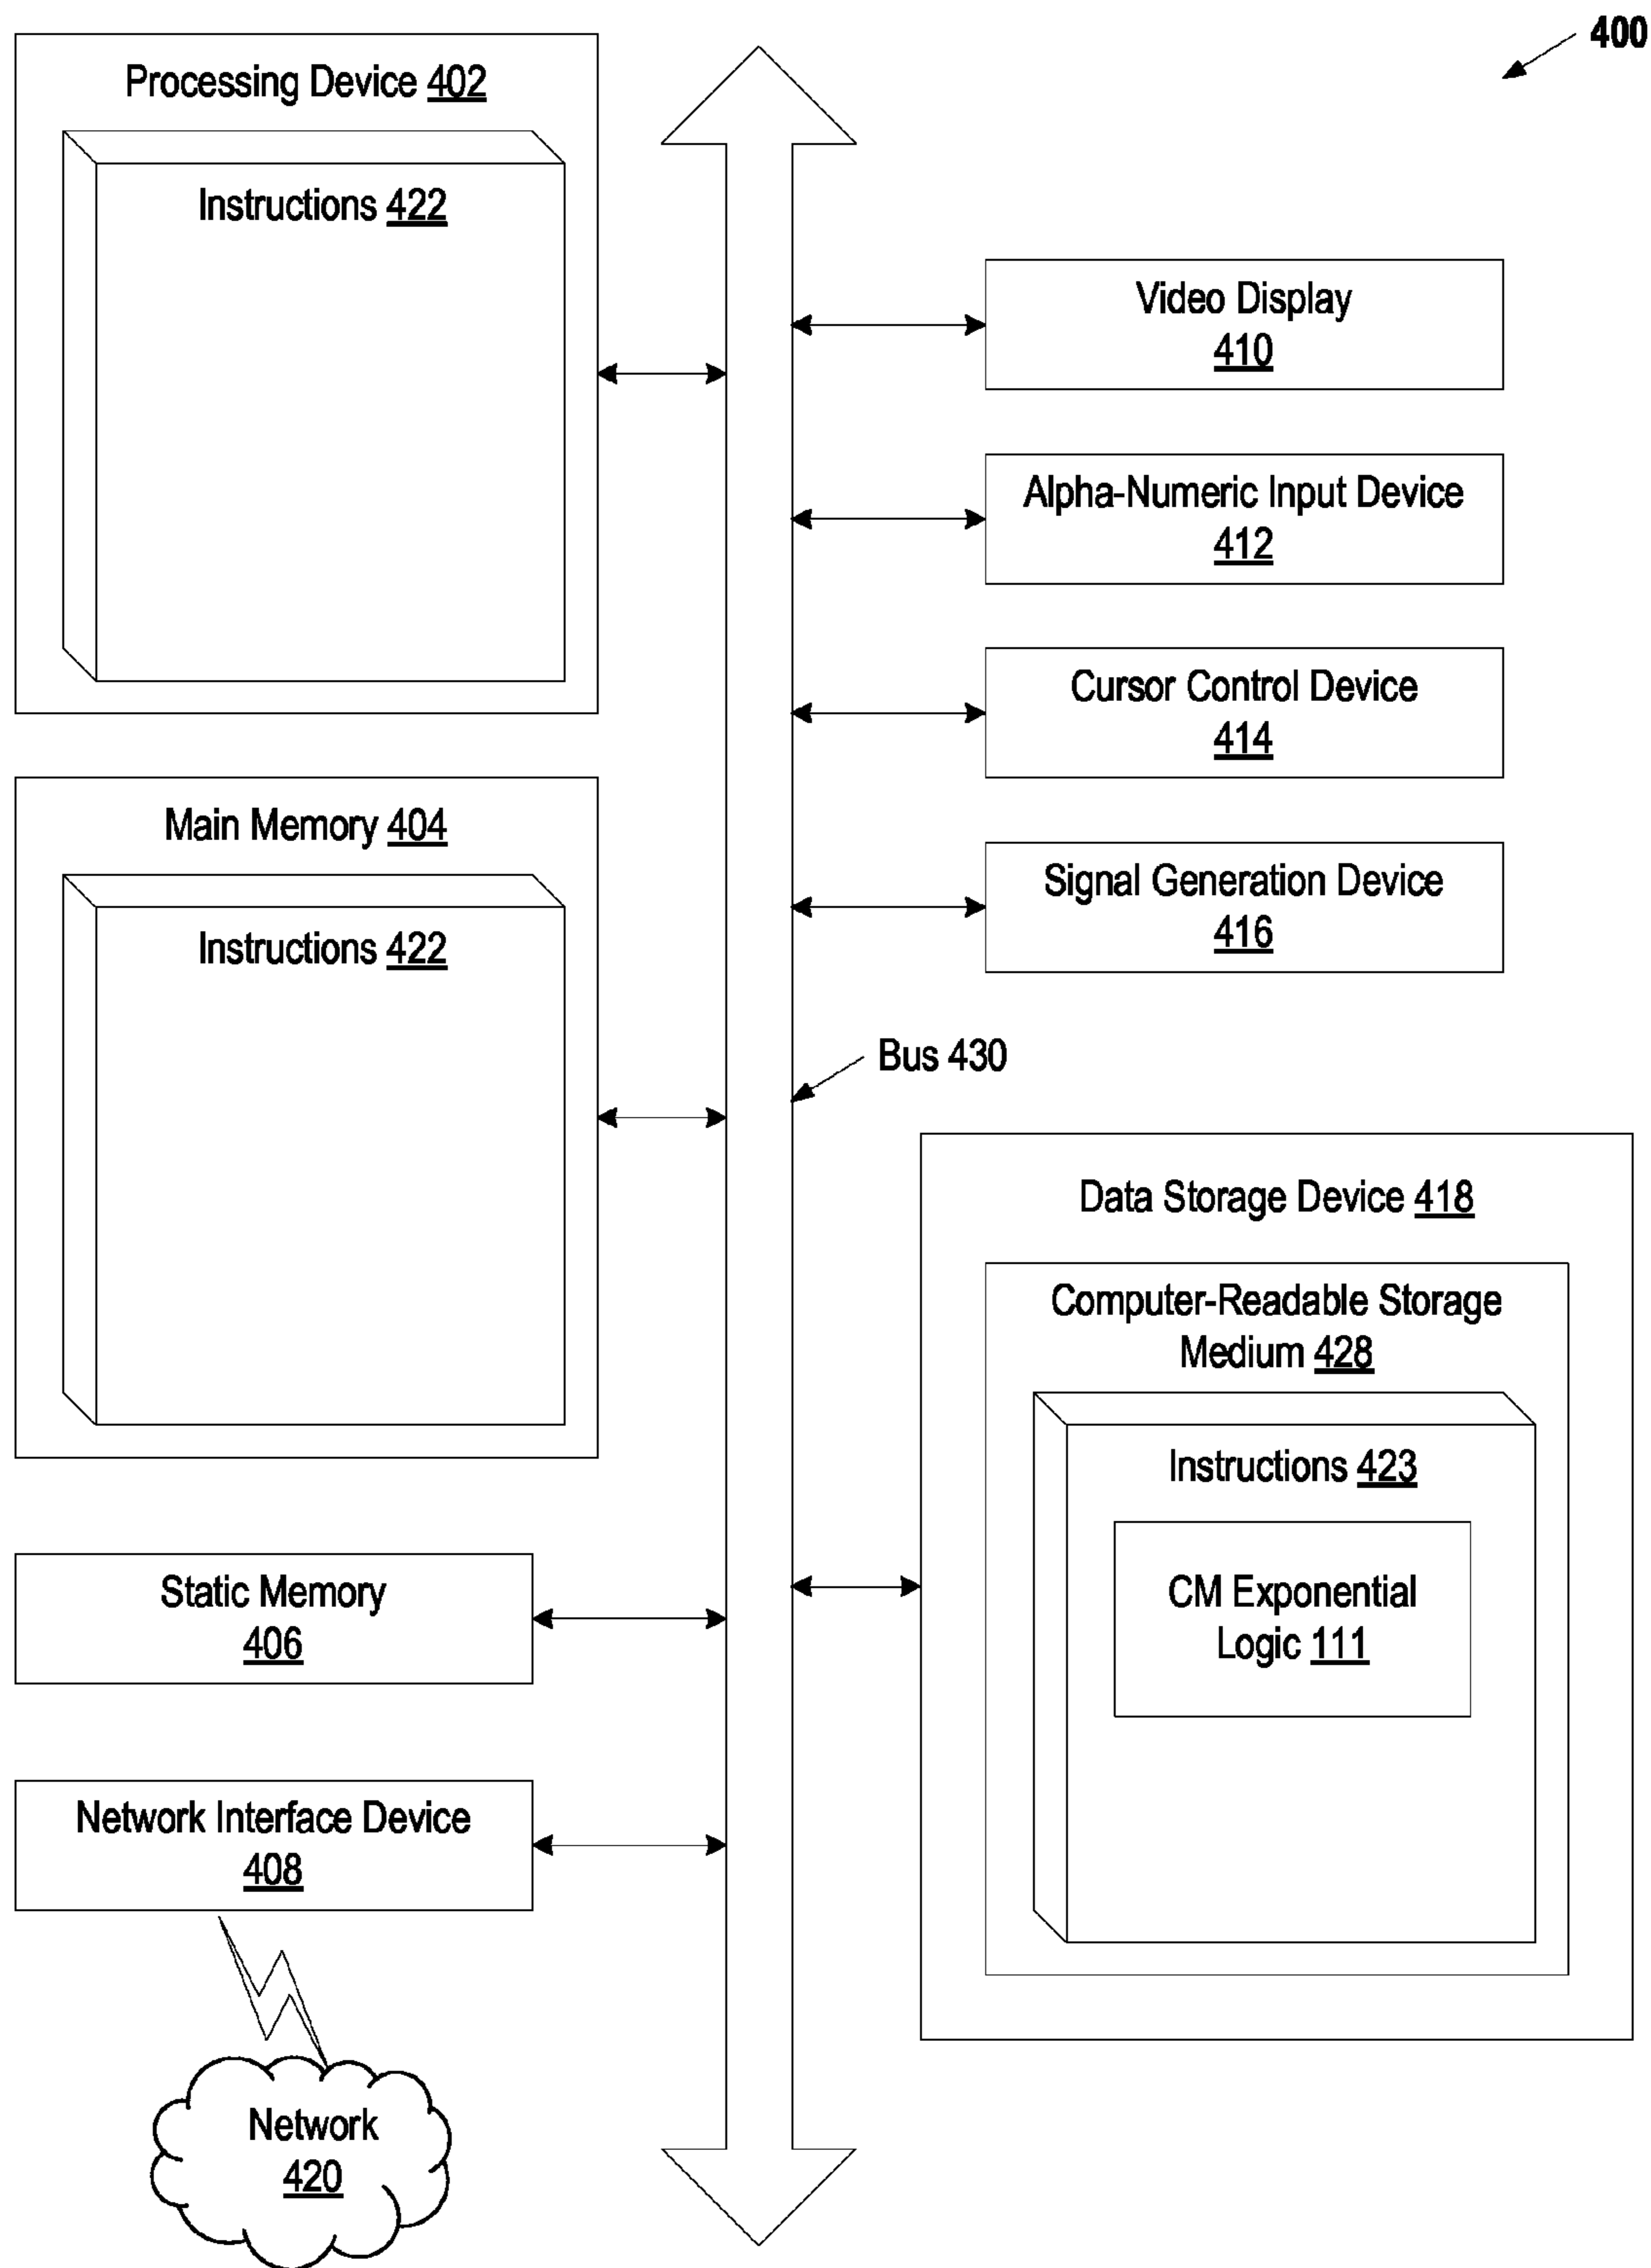 400
Processing Device 402
Instructions 422
Video Display
410
Alpha-Numeric Input Device
412
Cursor Control Device
414
Main Memory 404
Instructions 422
Signal Generation Device
416
Bus 430
Data Storage Device 418
Computer-Readable Storage
Medium 428
Instructions 423
CM Exponential
Logic 111
Static Memory
406
Network Interface Device
408
Network
420